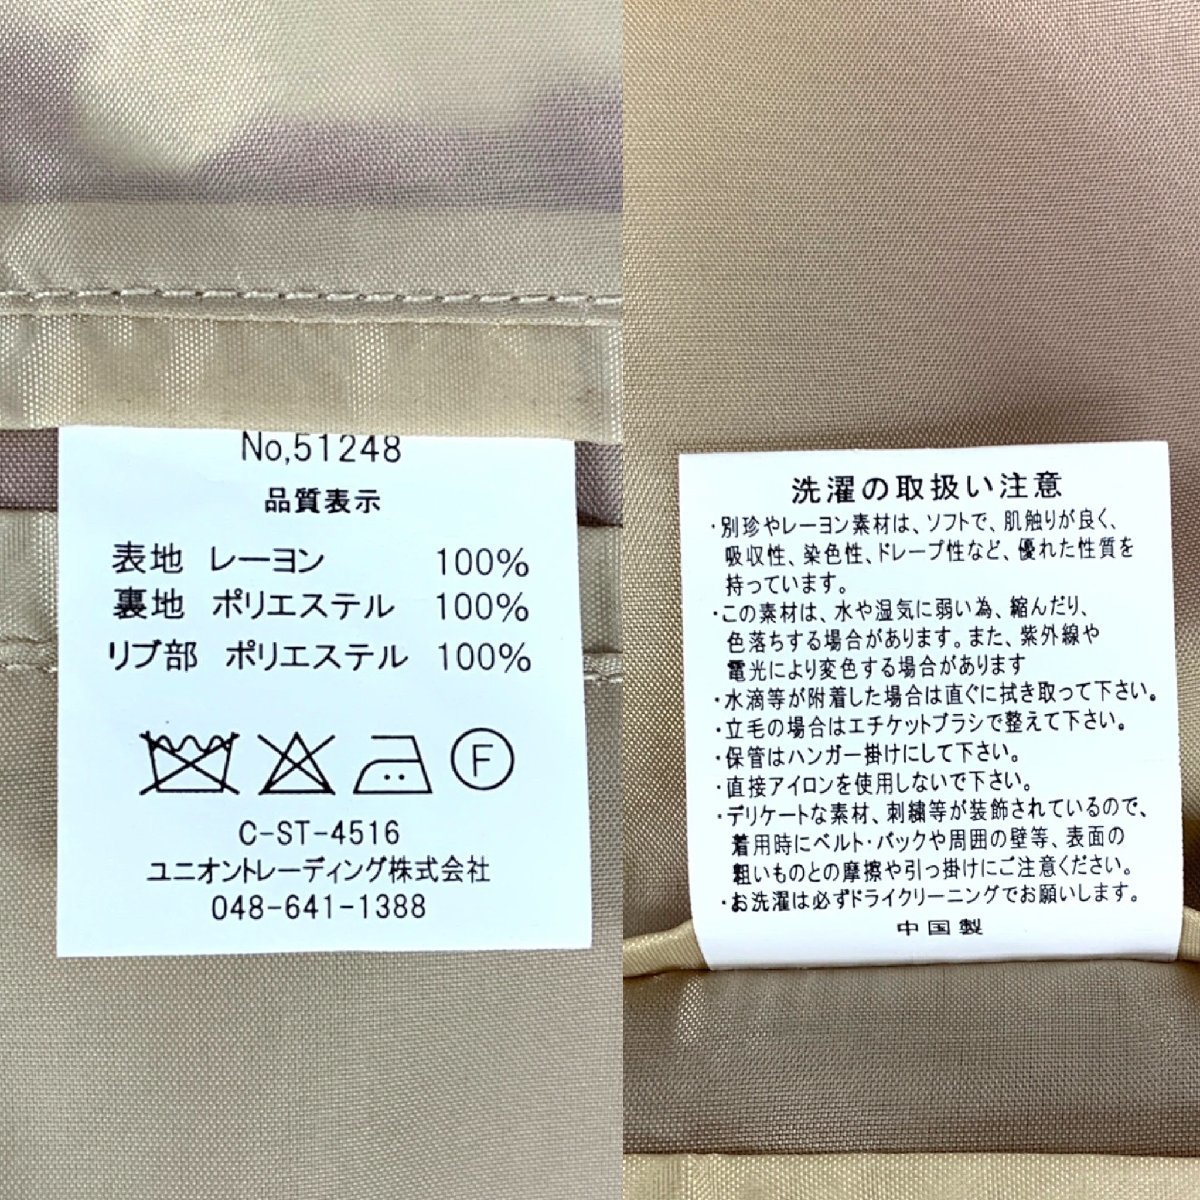 No,51248
品質表示
表地 レーヨン 100%
裏地 ポリエステル 100%
リブ部 ポリエステル 100%
F
C-ST-4516
ユニオントレーディング株式会社
048-641-1388
洗濯の取扱い注意
・別珍やレーヨン素材は、ソフトで、肌触りが良く、
吸収性、染色性、ドレープ性など、優れた性質を
持っています。
・この素材は、水や湿気に弱い為、縮んだり、
色落ちする場合があります。また、紫外線や
電光により変色する場合があります
・水滴等が附着した場合は直ぐに拭き取って下さい。
・立毛の場合はエチケットブラシで整えて下さい。
・保管はハンガー掛けにして下さい。
・直接アイロンを使用しないで下さい。
・デリケートな素材、刺繍等が装飾されているので、
着用時にベルト・バックや周囲の壁等、表面の
粗いものとの摩擦や引っ掛けにご注意ください。
・お洗濯は必ずドライクリーニングでお願いします。
中国製